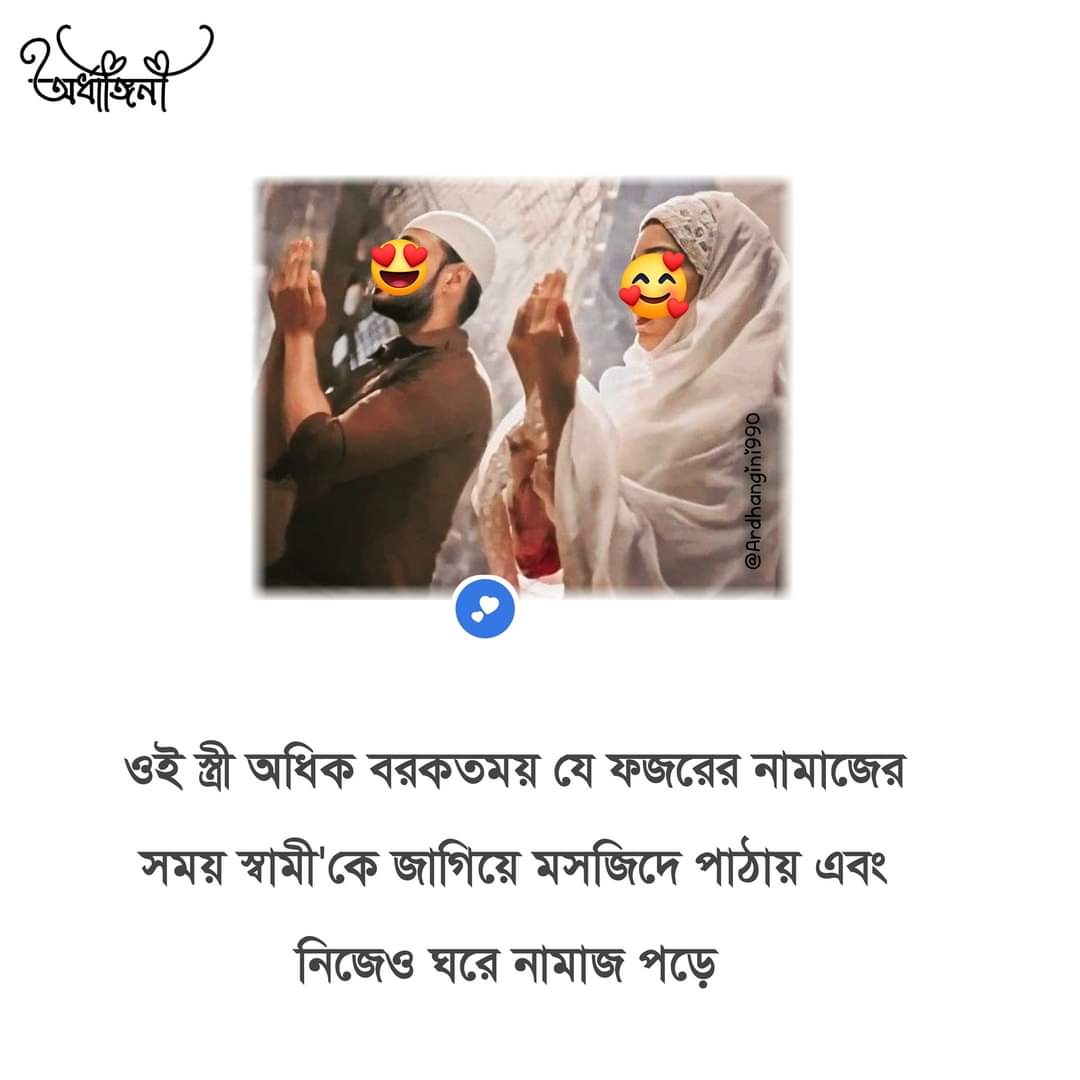 অর্ধাঙ্গিনী
@Ardhangini990
ওই স্ত্রী অধিক বরকতময় যে ফজরের নামাজের
সময় স্বামী'কে জাগিয়ে মসজিদে পাঠায় এবং
নিজেও ঘরে নামাজ পড়ে